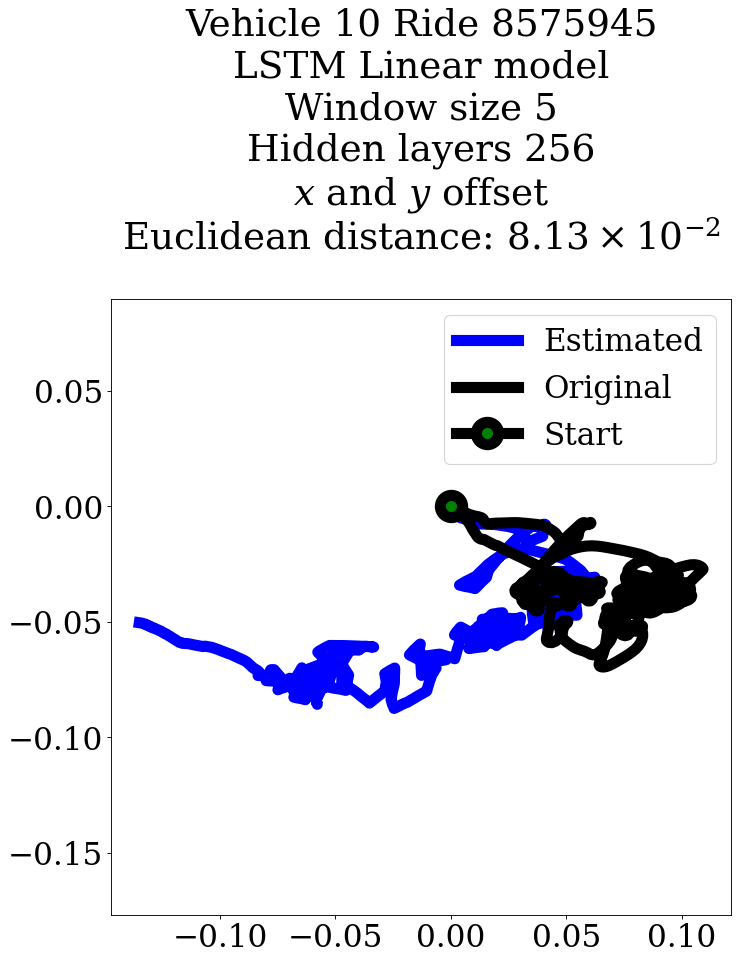 Vehicle 10 Ride 8575945
LSTM Linear model
Window size 5
Hidden layers 256
x and y offset
Euclidean distance: 8.13 × 10⁻²
Estimated
Original
Start
0.05
0.00
−0.05
−0.10
−0.15
−0.10 −0.05 0.00 0.05 0.10